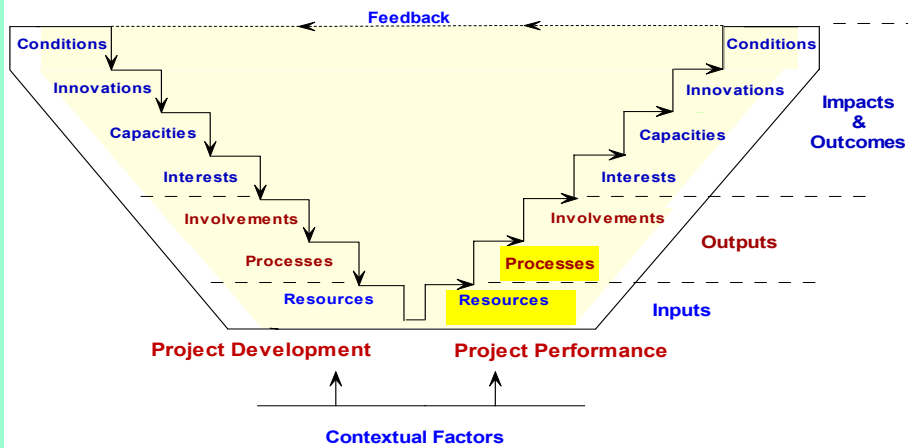 Feedback
Conditions
Conditions
Innovations
Innovations
Capacities
Capacities
Interests
Interests
Involvements
Involvements
Processes
Processes
Resources
Resources
Impacts
&
Outcomes
Outputs
Inputs
Project Development
Project Performance
Contextual Factors